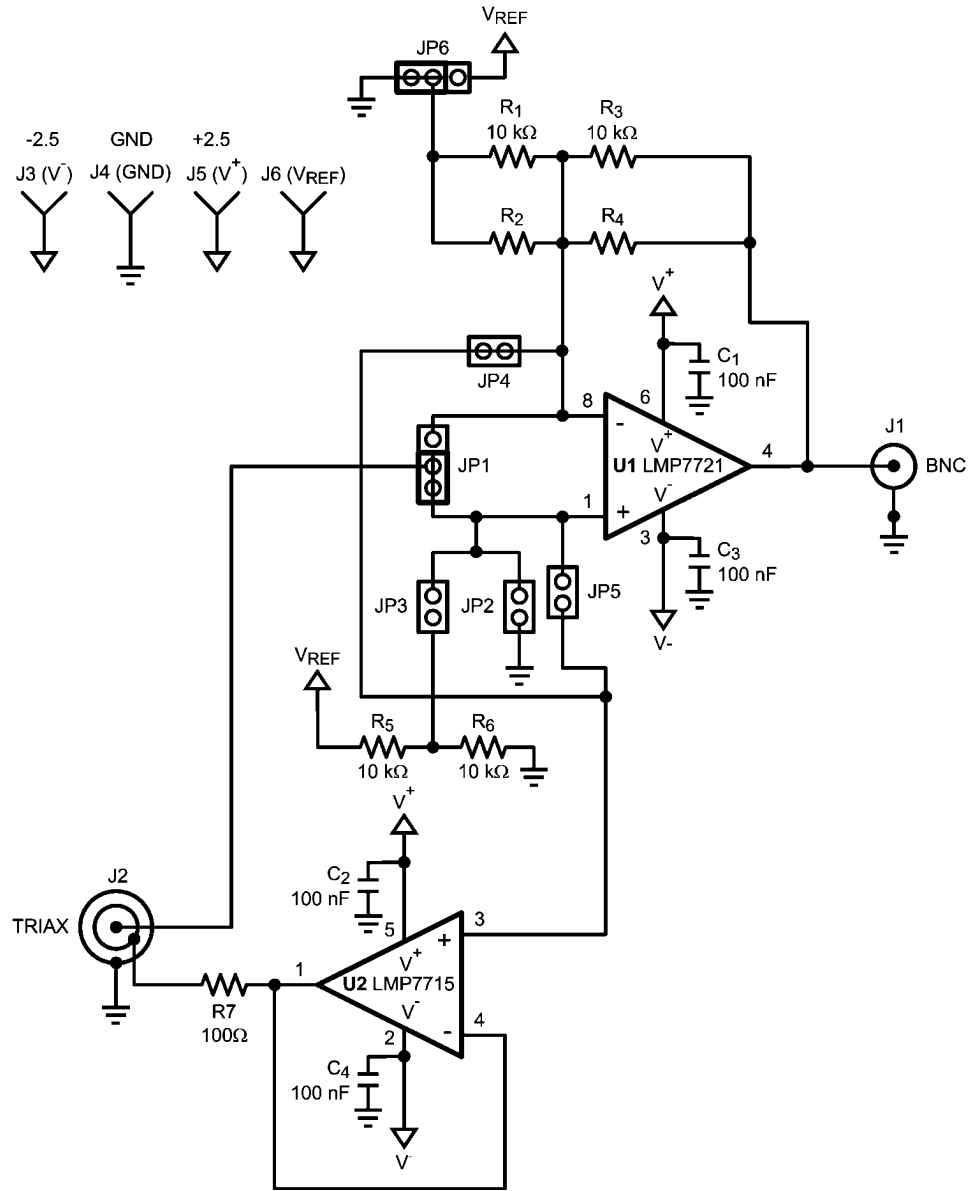 VREF
JP6
R1
10 kΩ
R3
10 kΩ
-2.5
GND
+2.5
J3 (V-)
J4 (GND)
J5 (V+)
J6 (VREF)
R2
R4
V+
C1
100 nF
JP4
8
6
J1
-
V+
JP1
U1 LMP7721
4
BNC
V-
1
+
3
C3
100 nF
JP3
JP2
JP5
V-
VREF
R5
10 kΩ
R6
10 kΩ
V+
J2
C2
100 nF
TRIAX
5
3
+
V+
1
U2 LMP7715
V-
4
-
R7
100Ω
2
C4
100 nF
V-